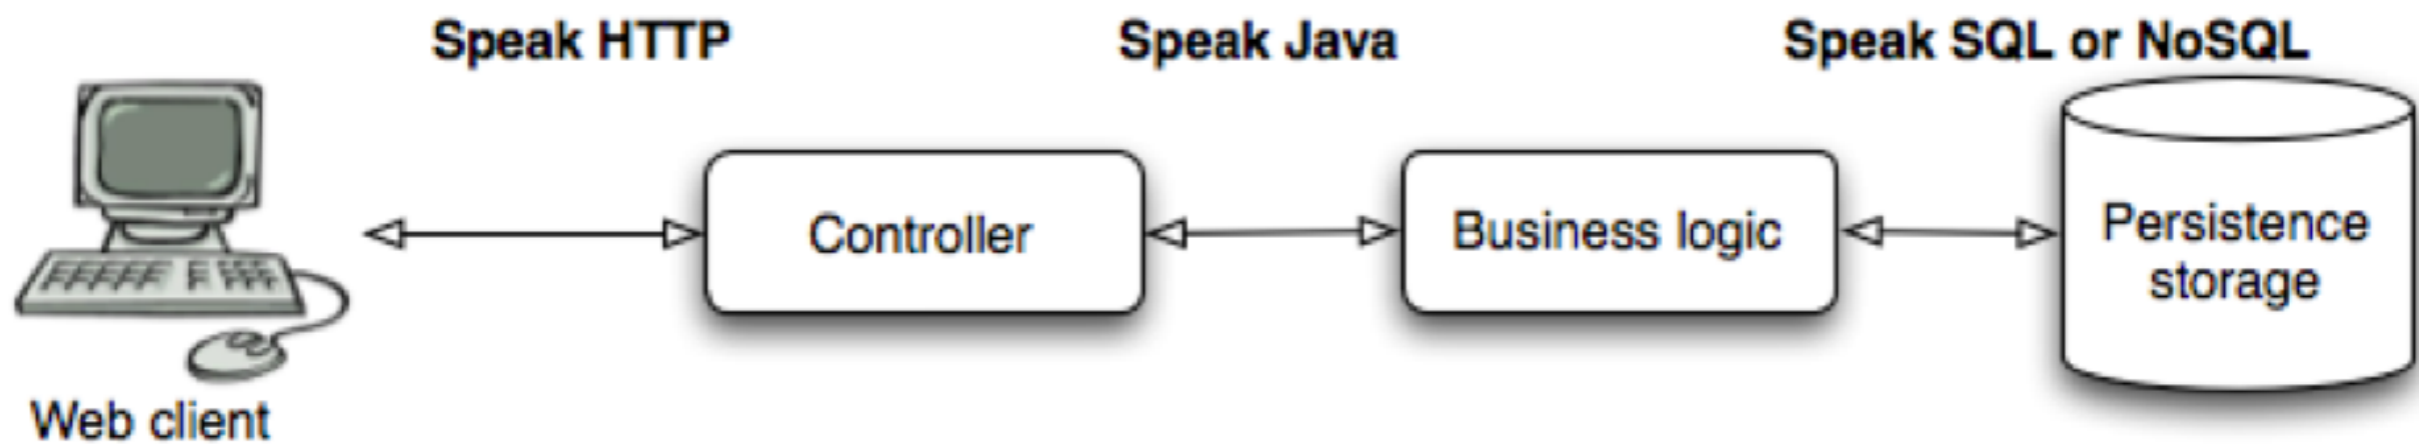 Speak HTTP
Speak Java
Speak SQL or NoSQL
Web client
Controller
Business logic
Persistence
storage